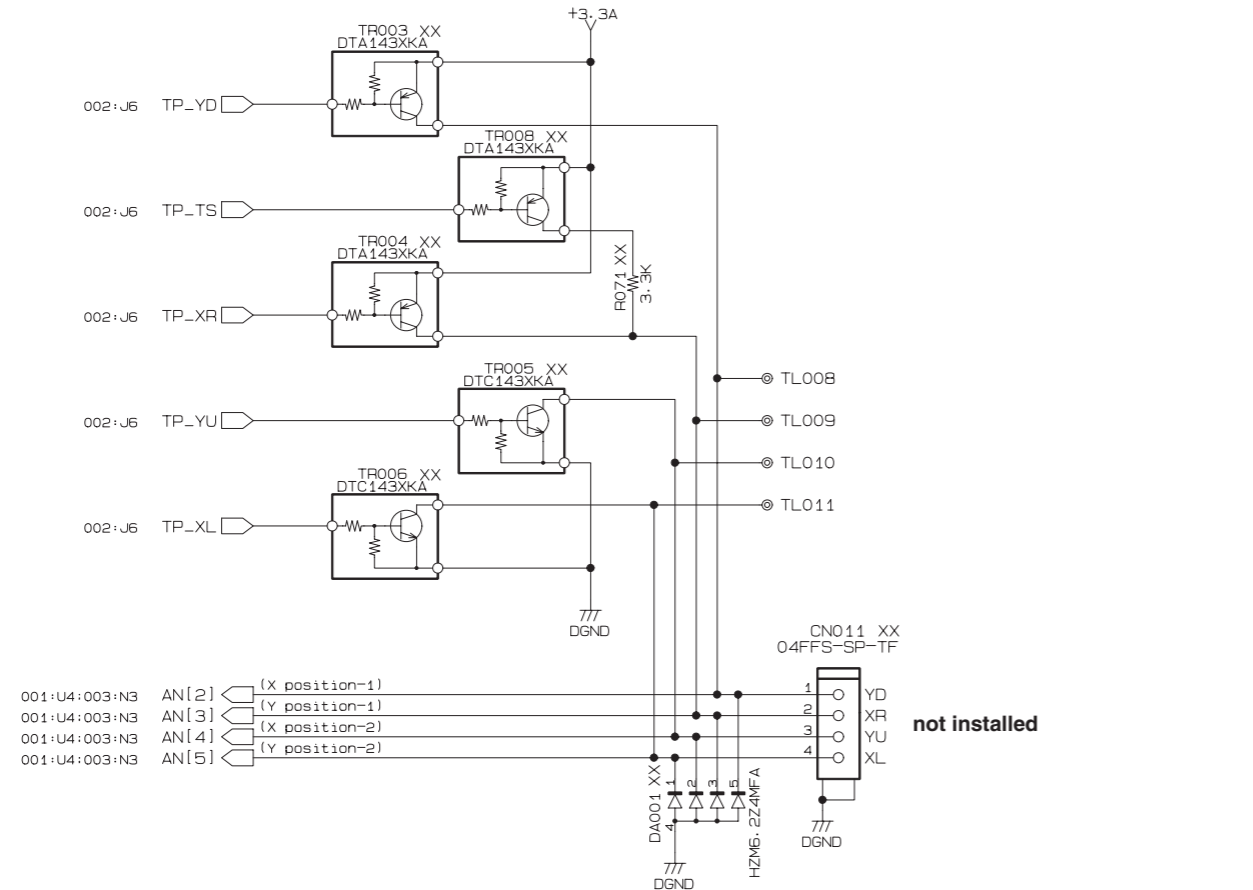 +3.3A
TR003 XX
DTA143XKA
002:J6 TP_YD
TR008 XX
DTA143XKA
002:J6 TP_TS
TR004 XX
DTA143XKA
R071 XX
3.3K
002:J6 TP_XR
TR005 XX
DTC143XKA
TL008
002:J6 TP_YU
TL009
TL010
TR006 XX
DTC143XKA
TL011
002:J6 TP_XL
DGND
CN011 XX
04FFS-SP-TF
001:U4:003:N3 AN[2] (X position-1) 1 YD
001:U4:003:N3 AN[3] (Y position-1) 2 XR
not installed
001:U4:003:N3 AN[4] (X position-2) 3 YU
001:U4:003:N3 AN[5] (Y position-2) 4 XL
DA001 XX
1 2 3 5
4
HZM6.2Z4MFA
DGND
DGND